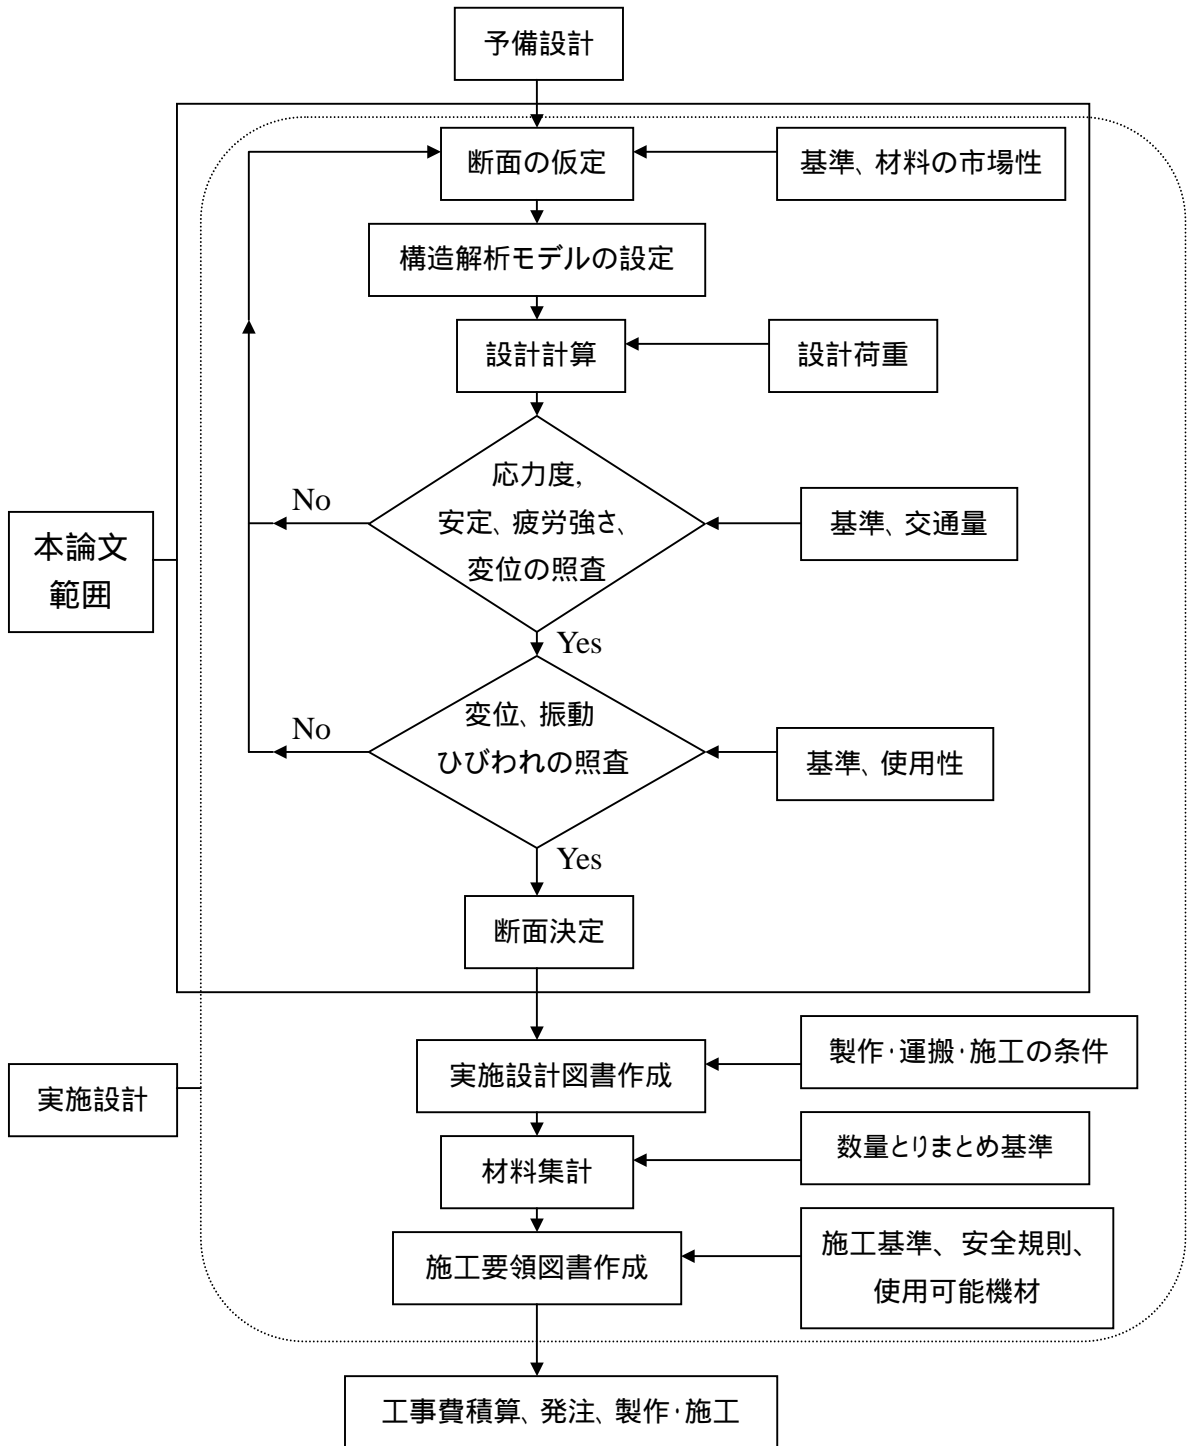 予備設計
断面の仮定
基準、材料の市場性
構造解析モデルの設定
設計計算
設計荷重
応力度,
安定、疲労強さ、
変位の照査
No
基準、交通量
本論文
範囲
Yes
変位、振動
ひびわれの照査
No
基準、使用性
Yes
断面決定
実施設計図書作成
製作・運搬・施工の条件
実施設計
材料集計
数量とりまとめ基準
施工要領図書作成
施工基準、安全規則、
使用可能機材
工事費積算、発注、製作・施工